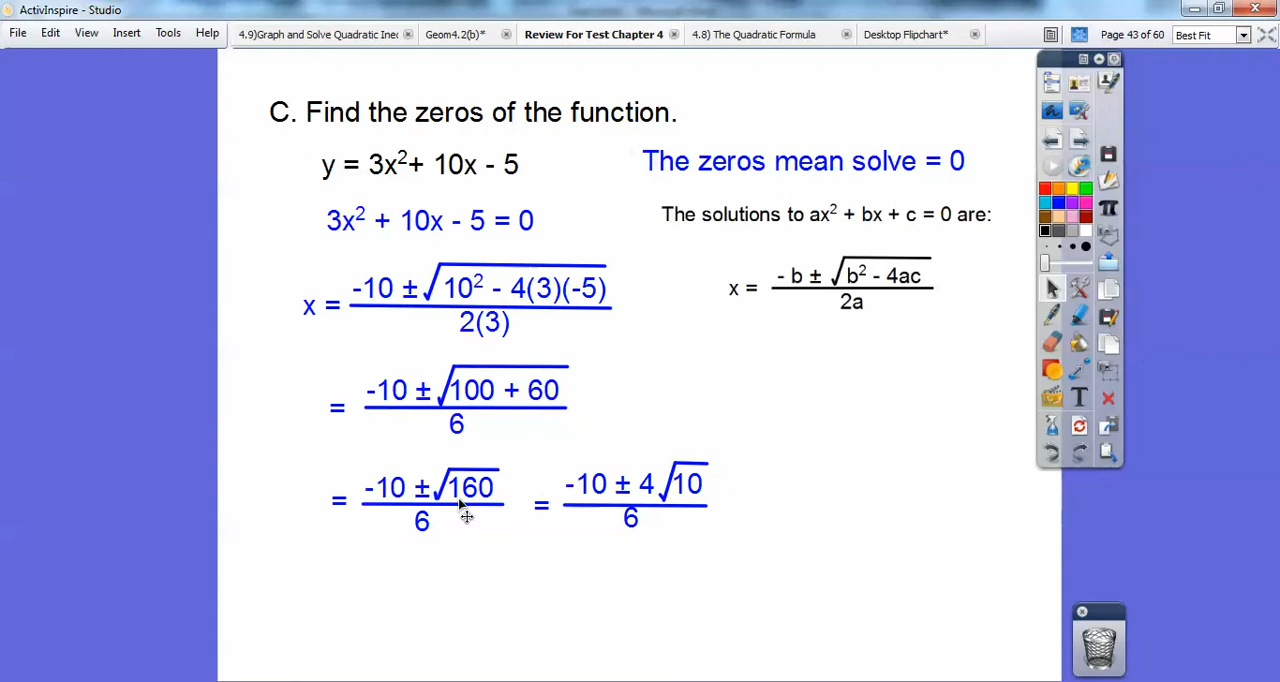 ActivInspire - Studio
File Edit View Insert Tools Help
4.9)Graph and Solve Quadratic Ineq Geom4.2(b)* Review For Test Chapter 4 4.8) The Quadratic Formula Desktop Flipchart* Page 43 of 60 Best Fit
C. Find the zeros of the function.
y = 3x²+ 10x - 5
The zeros mean solve = 0
3x² + 10x - 5 = 0
The solutions to ax² + bx + c = 0 are:
x = (-10 ± √(10² - 4(3)(-5))) / 2(3)
x = (- b ± √(b² - 4ac)) / 2a
= (-10 ± √(100 + 60)) / 6
= (-10 ± √160) / 6 = (-10 ± 4√10) / 6